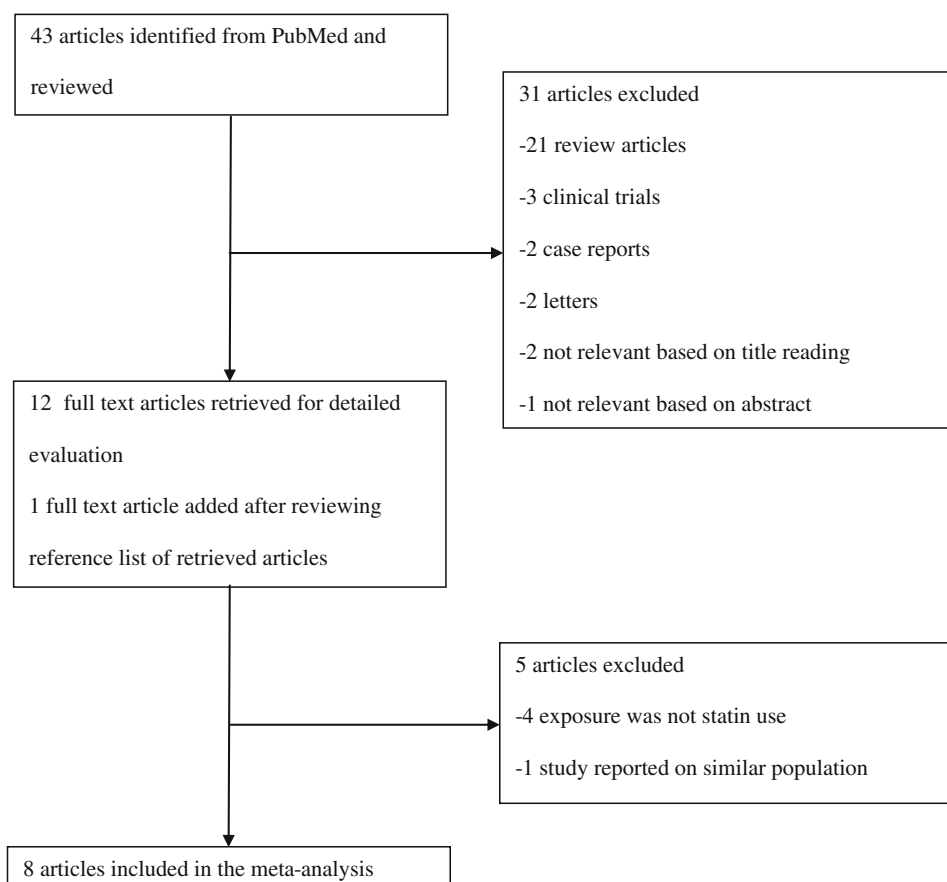 43 articles identified from PubMed and
reviewed
31 articles excluded
-21 review articles
-3 clinical trials
-2 case reports
-2 letters
-2 not relevant based on title reading
-1 not relevant based on abstract
12  full text articles retrieved for detailed
evaluation
1 full text article added after reviewing
reference list of retrieved articles
5 articles excluded
-4 exposure was not statin use
-1 study reported on similar population
8 articles included in the meta-analysis